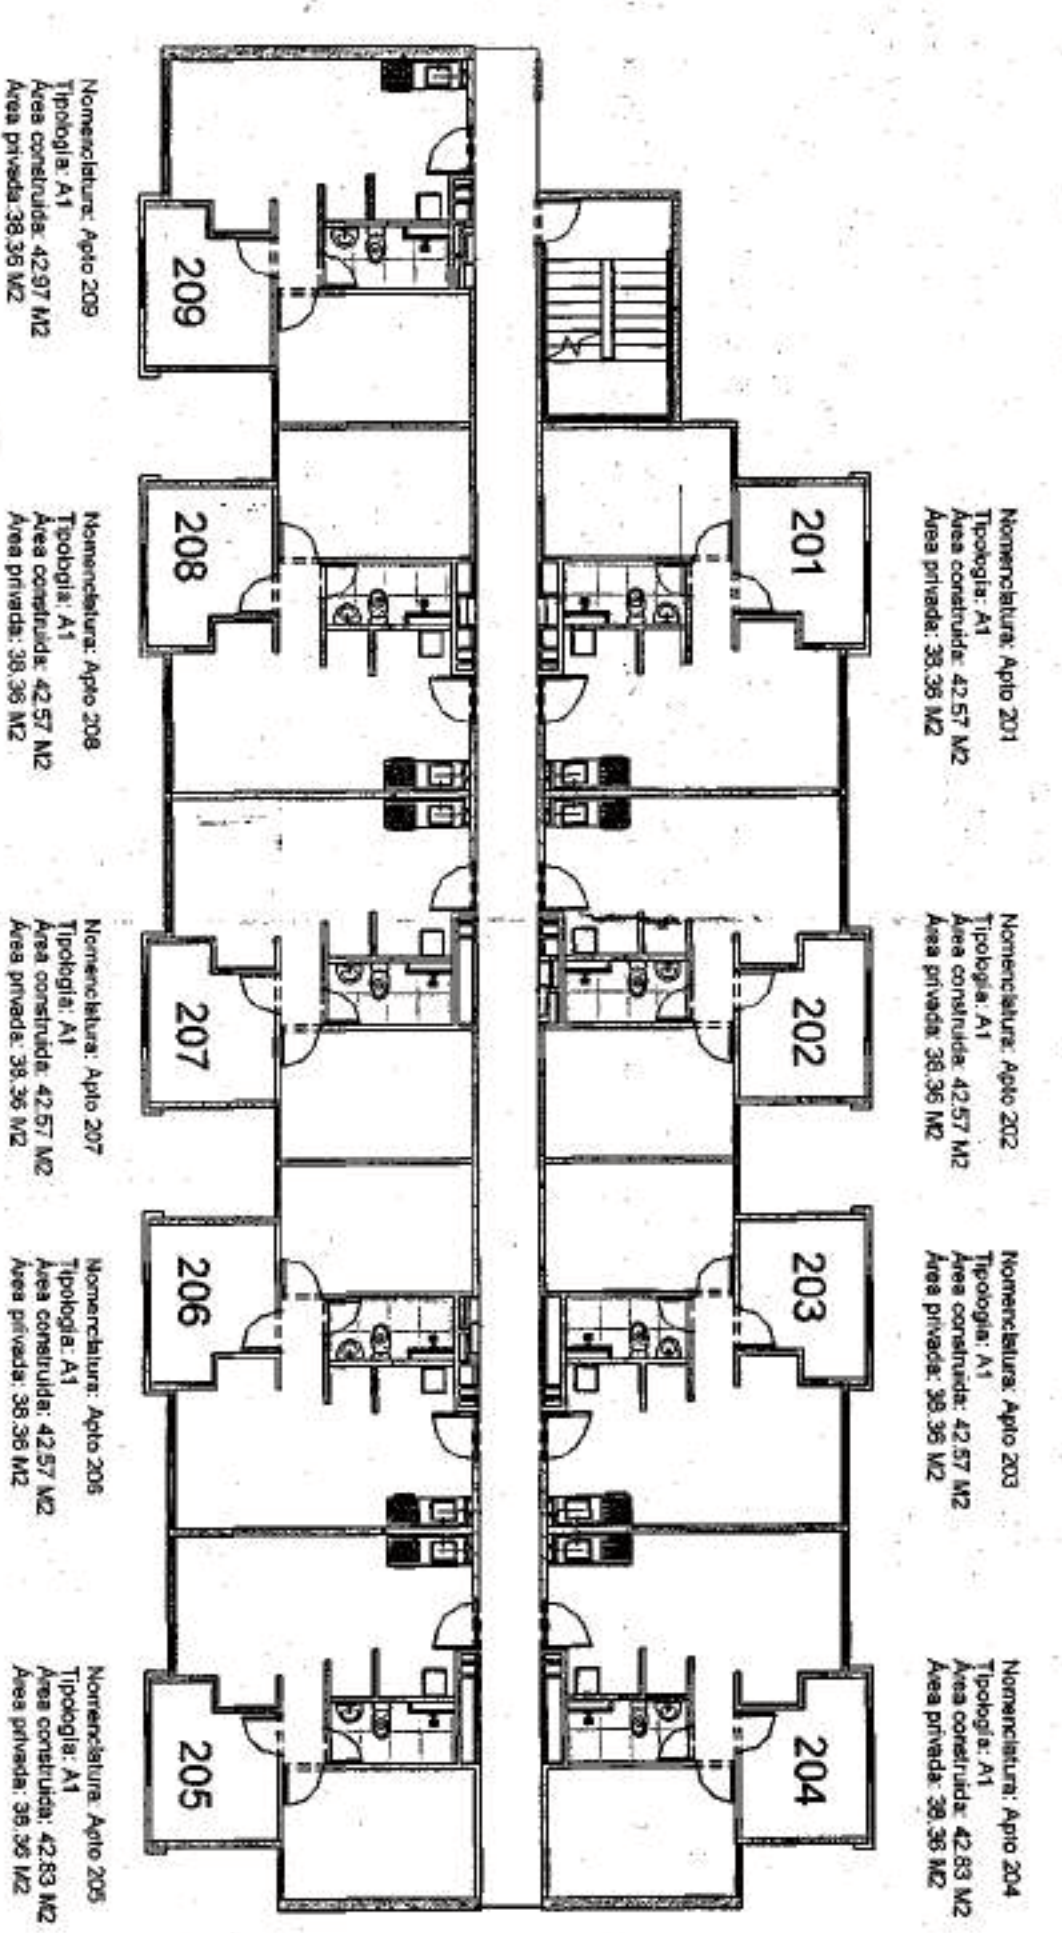 Nomenclatura: Apto 209
Tipología: A1
Área construida: 42.97 M2
Área privada: 38.36 M2
Nomenclatura: Apto 208
Tipología: A1
Área construida: 42.57 M2
Área privada: 38.36 M2
Nomenclatura: Apto 207
Tipología: A1
Área construida: 42.57 M2
Área privada: 38.36 M2
Nomenclatura: Apto 206
Tipología: A1
Área construida: 42.57 M2
Área privada: 38.36 M2
Nomenclatura: Apto 205
Tipología: A1
Área construida: 42.83 M2
Área privada: 38.36 M2
209
208
207
206
205
201
202
203
204
Nomenclatura: Apto 201
Tipología: A1
Área construida: 42.57 M2
Área privada: 38.36 M2
Nomenclatura: Apto 202
Tipología: A1
Área construida: 42.57 M2
Área privada: 38.36 M2
Nomenclatura: Apto 203
Tipología: A1
Área construida: 42.57 M2
Área privada: 38.36 M2
Nomenclatura: Apto 204
Tipología: A1
Área construida: 42.83 M2
Área privada: 38.36 M2